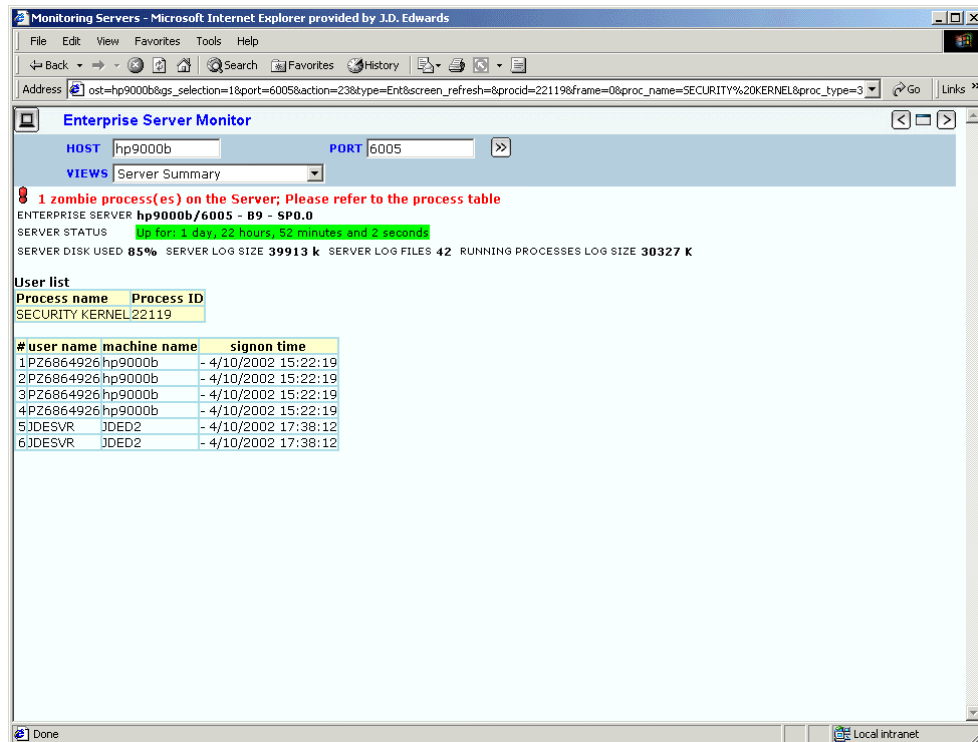 Monitoring Servers - Microsoft Internet Explorer provided by J.D. Edwards
File Edit View Favorites Tools Help
Back Search Favorites History
Address ost=hp9000b&gs_selection=1&port=6005&action=23&type=Ent&screen_refresh=&procid=22119&frame=0&proc_name=SECURITY%20KERNEL&proc_type=3 Go Links »
Enterprise Server Monitor
HOST hp9000b PORT 6005
VIEWS Server Summary
1 zombie process(es) on the Server; Please refer to the process table
ENTERPRISE SERVER hp9000b/6005 - B9 - SP0.0
SERVER STATUS Up for: 1 day, 22 hours, 52 minutes and 2 seconds
SERVER DISK USED 85% SERVER LOG SIZE 39913 k SERVER LOG FILES 42 RUNNING PROCESSES LOG SIZE 30327 K
User list
Process name Process ID
SECURITY KERNEL 22119
# user name machine name signon time
1 PZ6864926 hp9000b - 4/10/2002 15:22:19
2 PZ6864926 hp9000b - 4/10/2002 15:22:19
3 PZ6864926 hp9000b - 4/10/2002 15:22:19
4 PZ6864926 hp9000b - 4/10/2002 15:22:19
5 JDESVR JDED2 - 4/10/2002 17:38:12
6 JDESVR JDED2 - 4/10/2002 17:38:12
Done Local intranet